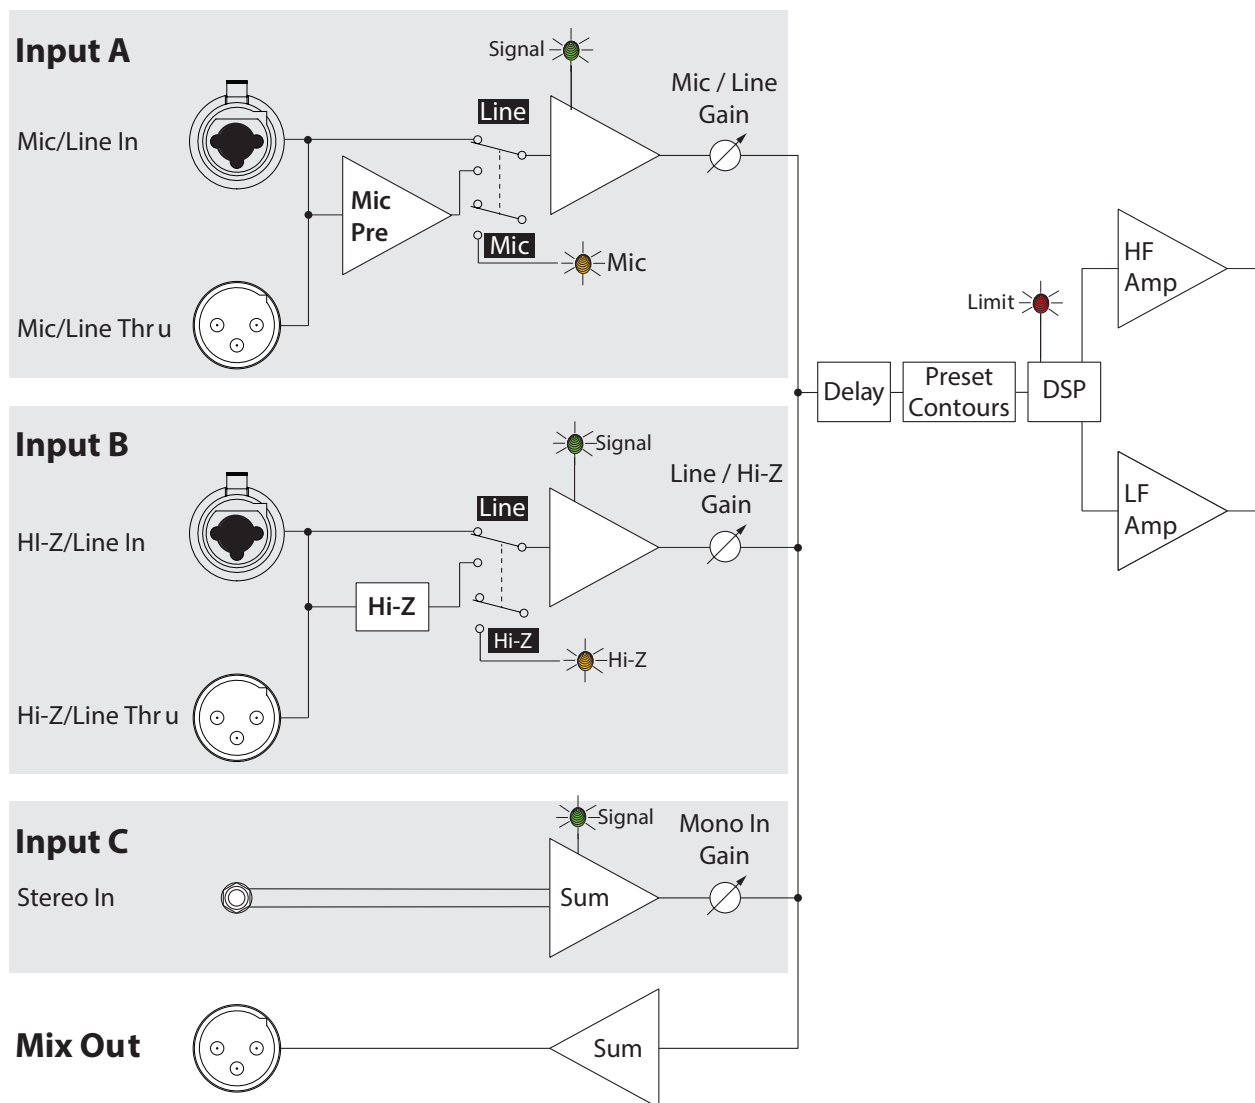 Input A
Signal
Mic / Line
Gain
Line
Mic/Line In
Mic
Pre
Mic
Mic
Mic/Line Thru
HF
Amp
Limit
Delay
Preset
Contours
DSP
Input B
Signal
Line / Hi-Z
Gain
Line
HI-Z/Line In
LF
Amp
Hi-Z
Hi-Z
Hi-Z
Hi-Z/Line Thru
Input C
Signal
Mono In
Gain
Stereo In
Sum
Mix Out
Sum